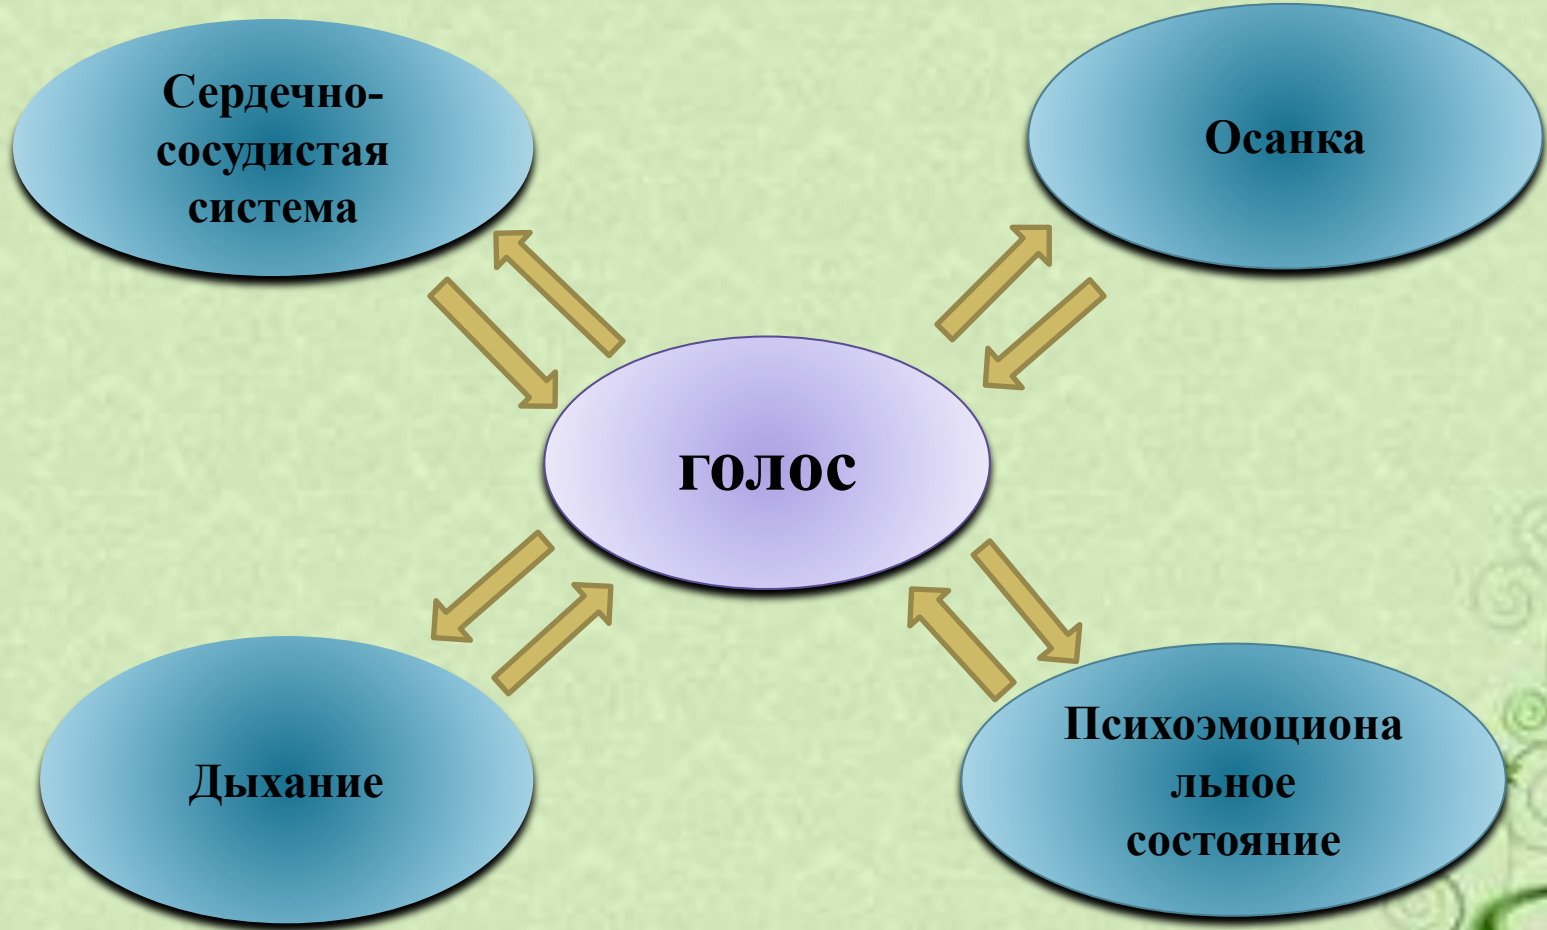 Сердечно-
сосудистая
система
Осанка
голос
Дыхание
Психоэмоциона
льное
состояние